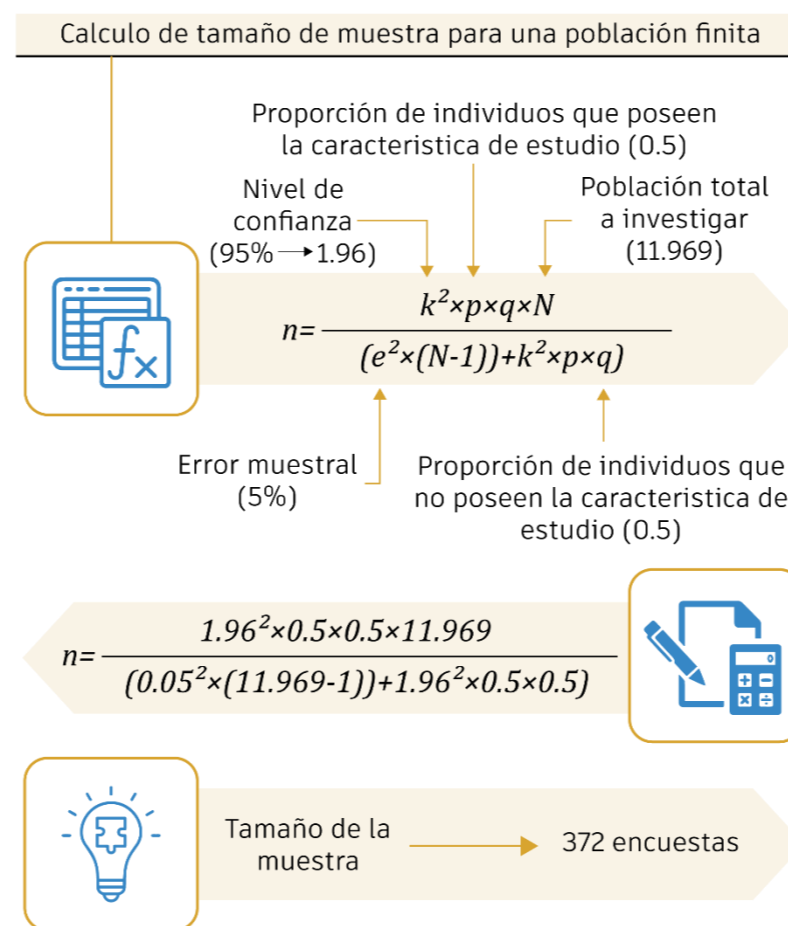 Calculo de tamaño de muestra para una población finita
Proporción de individuos que poseen
la caracteristica de estudio (0.5)
Nivel de
confianza
(95%→1.96)
Población total
a investigar
(11.969)
fx
n= k²×p×q×N
(e²×(N-1))+k²×p×q)
Error muestral
(5%)
Proporción de individuos que
no poseen la caracteristica de
estudio (0.5)
n= 1.96²×0.5×0.5×11.969
(0.05²×(11.969-1))+1.96²×0.5×0.5)
0
Tamaño de la
muestra
372 encuestas